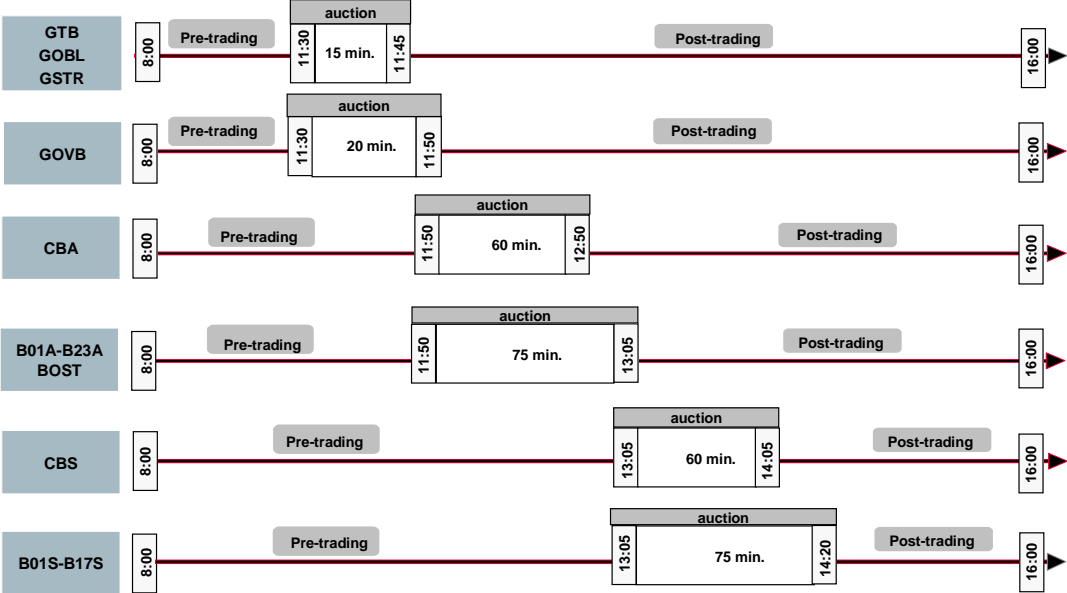 GTB
GOBL
GSTR
8:00
Pre-trading
auction
11:30
15 min.
11:45
Post-trading
16:00
GOVB
8:00
Pre-trading
auction
11:30
20 min.
11:50
Post-trading
16:00
CBA
8:00
Pre-trading
auction
11:50
60 min.
12:50
Post-trading
16:00
B01A-B23A
BOST
8:00
Pre-trading
auction
11:50
75 min.
13:05
Post-trading
16:00
CBS
8:00
Pre-trading
auction
13:05
60 min.
14:05
Post-trading
16:00
B01S-B17S
8:00
Pre-trading
auction
13:05
75 min.
14:20
Post-trading
16:00